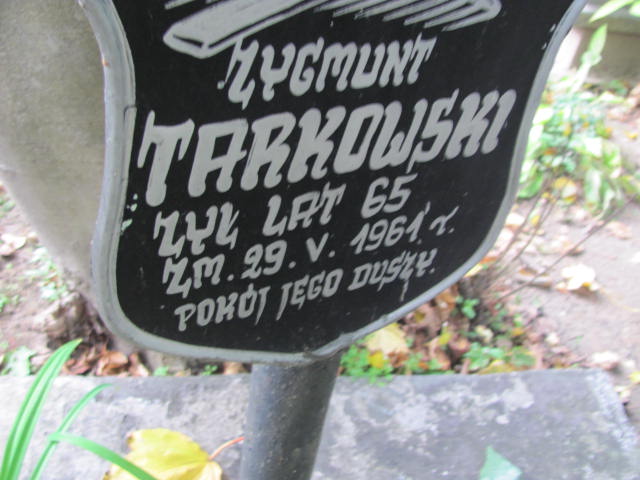 ZYGMUNT
TARKOWSKI
ŻYŁ LAT 65
ZM. 29. V. 1961 r.
POKÓJ JEGO DUSZY.